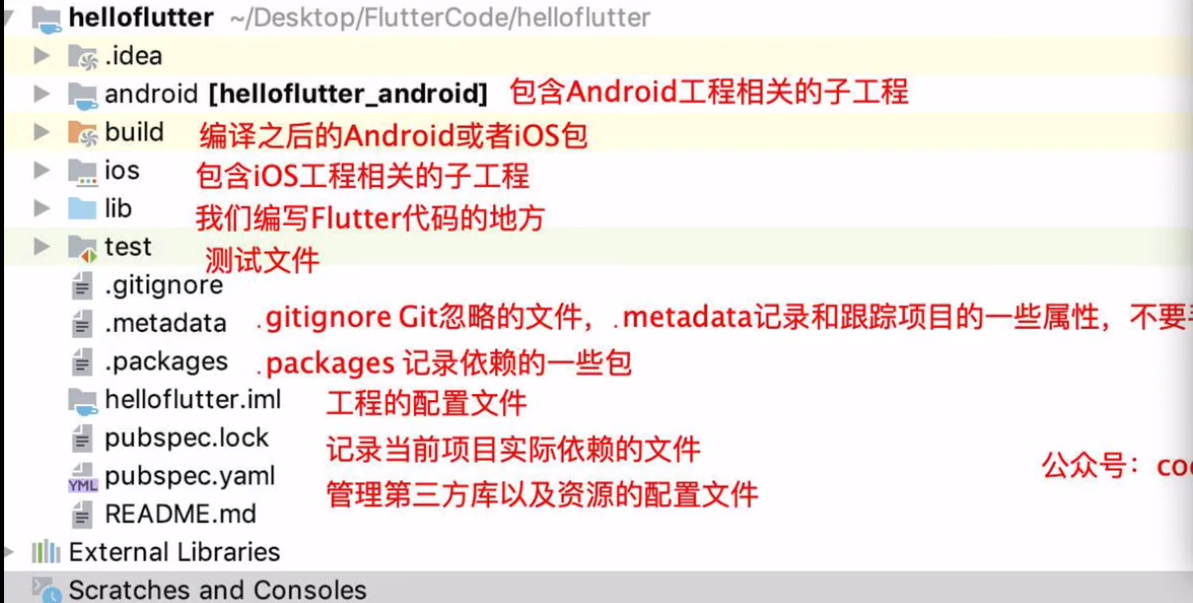 helloflutter ~/Desktop/FlutterCode/helloflutter
.idea
android [helloflutter_android] 包含Android工程相关的子工程
build 编译之后的Android或者iOS包
ios 包含iOS工程相关的子工程
lib 我们编写Flutter代码的地方
test 测试文件
.gitignore
.metadata .gitignore Git忽略的文件，.metadata记录和跟踪项目的一些属性，不要
.packages .packages 记录依赖的一些包
helloflutter.iml 工程的配置文件
pubspec.lock 记录当前项目实际依赖的文件
YML pubspec.yaml 管理第三方库以及资源的配置文件
公众号：co
README.md
External Libraries
Scratches and Consoles